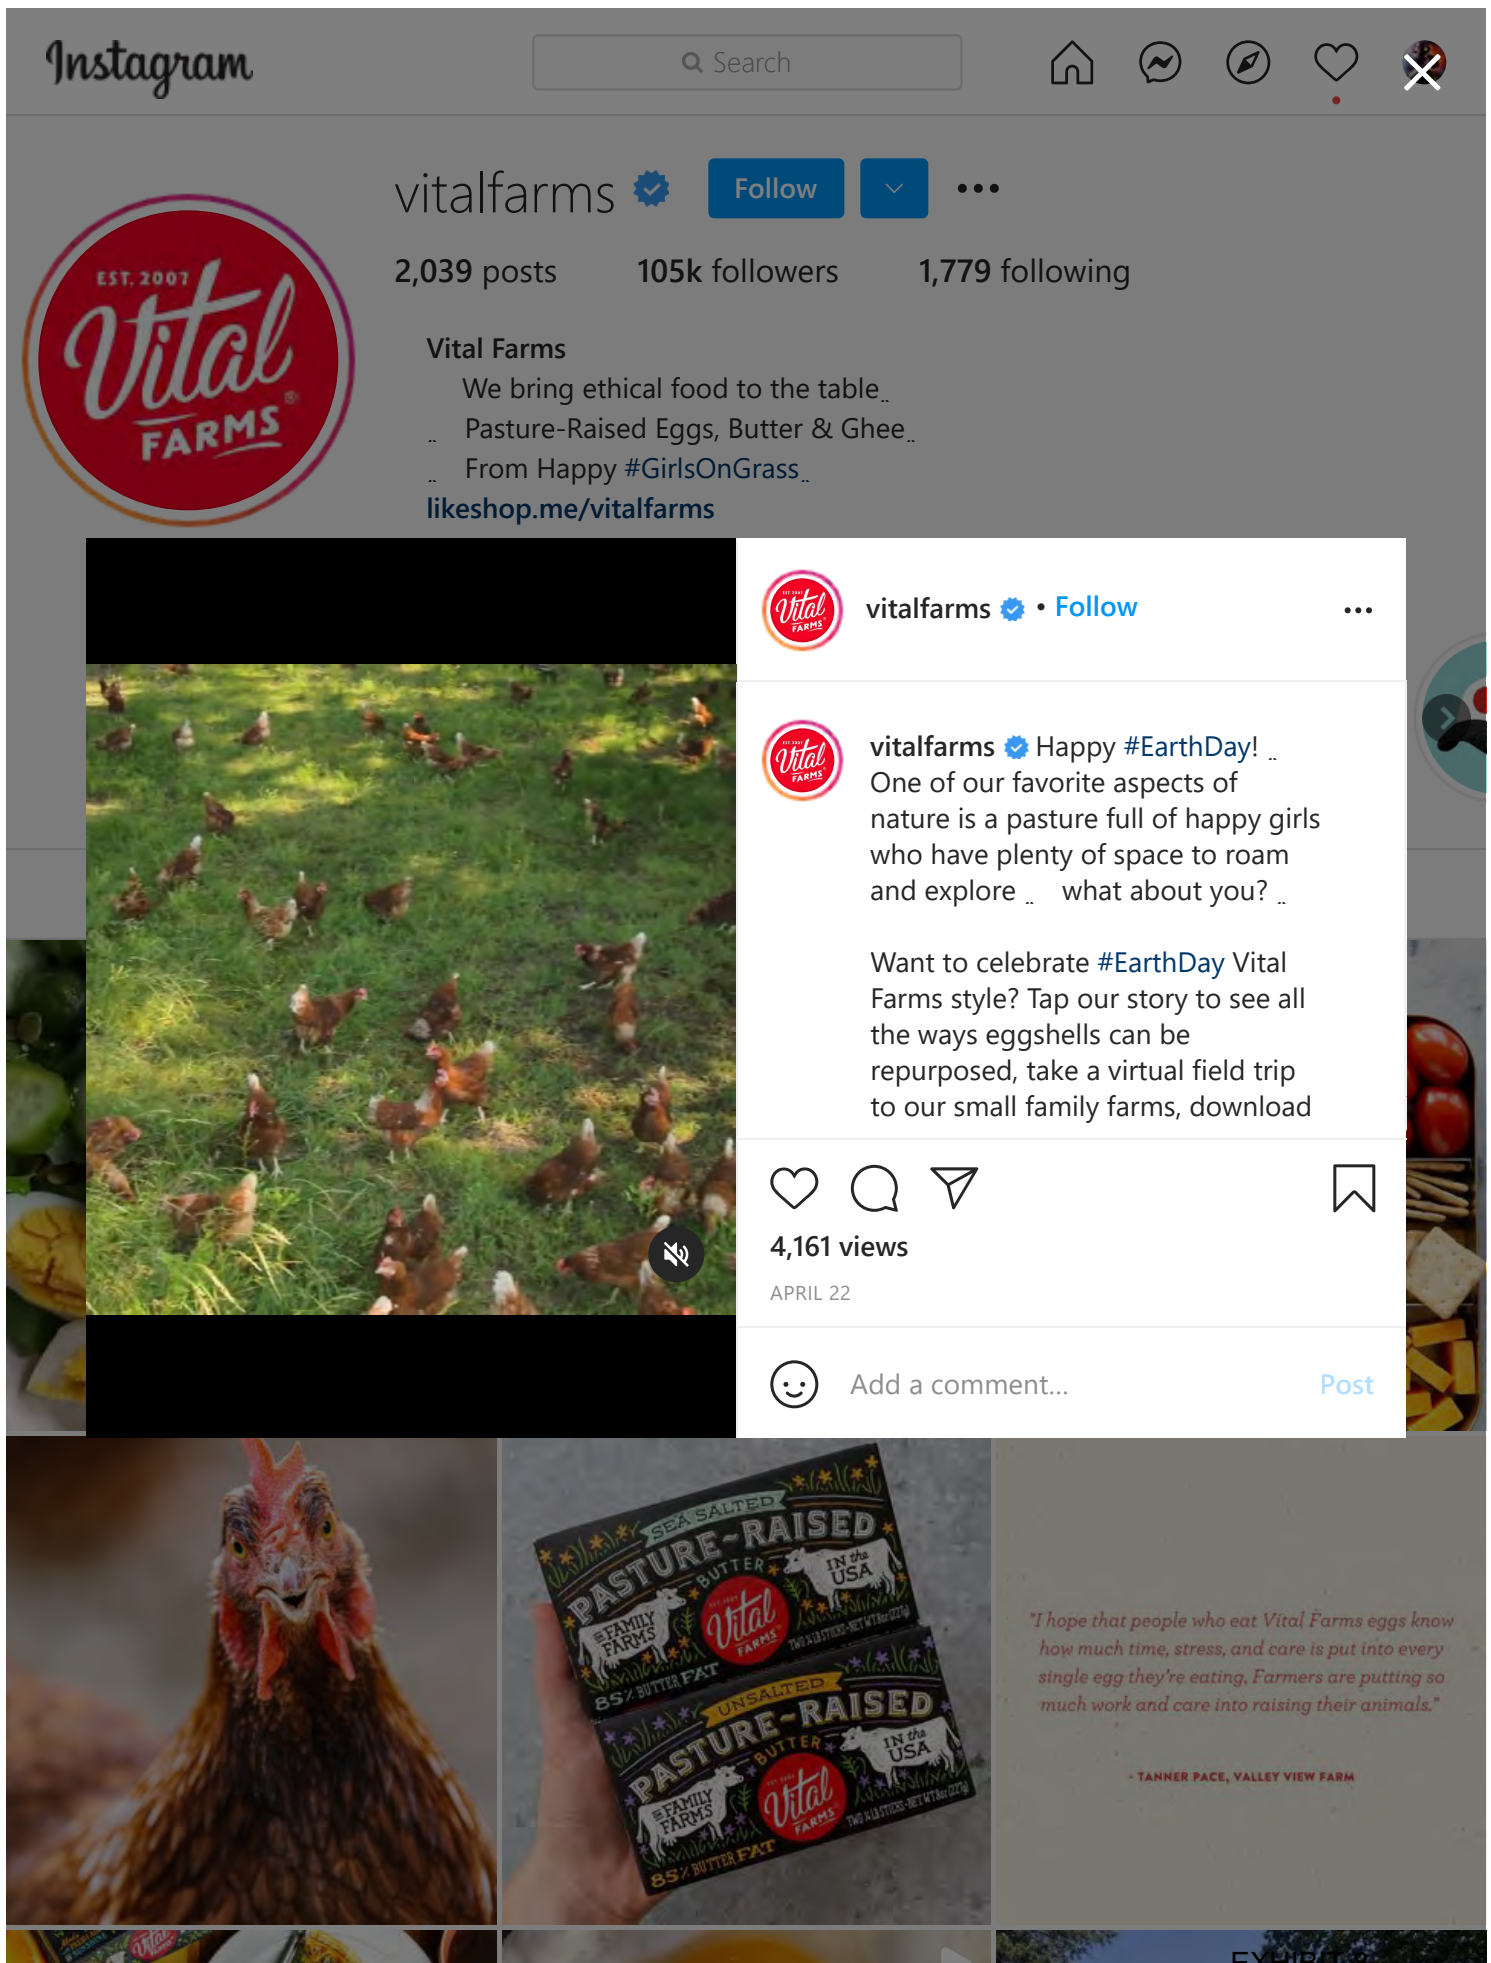 Instagram
Search
vitalfarms
Follow
2,039 posts 105k followers 1,779 following
EST. 2007
Vital
FARMS
Vital Farms
We bring ethical food to the table
Pasture-Raised Eggs, Butter & Ghee
From Happy #GirlsOnGrass
likeshop.me/vitalfarms
vitalfarms • Follow
vitalfarms Happy #EarthDay!
One of our favorite aspects of
nature is a pasture full of happy girls
who have plenty of space to roam
and explore what about you?
Want to celebrate #EarthDay Vital
Farms style? Tap our story to see all
the ways eggshells can be
repurposed, take a virtual field trip
to our small family farms, download
4,161 views
APRIL 22
Add a comment...
Post
SEA SALTED
PASTURE~RAISED
BUTTER
IN the
USA
FAMILY
FARMS
Vital
FARMS
85% BUTTER FAT
UNSALTED
PASTURE~RAISED
BUTTER
IN the
USA
FAMILY
FARMS
Vital
FARMS
85% BUTTER FAT
"I hope that people who eat Vital Farms eggs know
how much time, stress, and care is put into every
single egg they're eating, Farmers are putting so
much work and care into raising their animals."
- TANNER PACE, VALLEY VIEW FARM
Vital